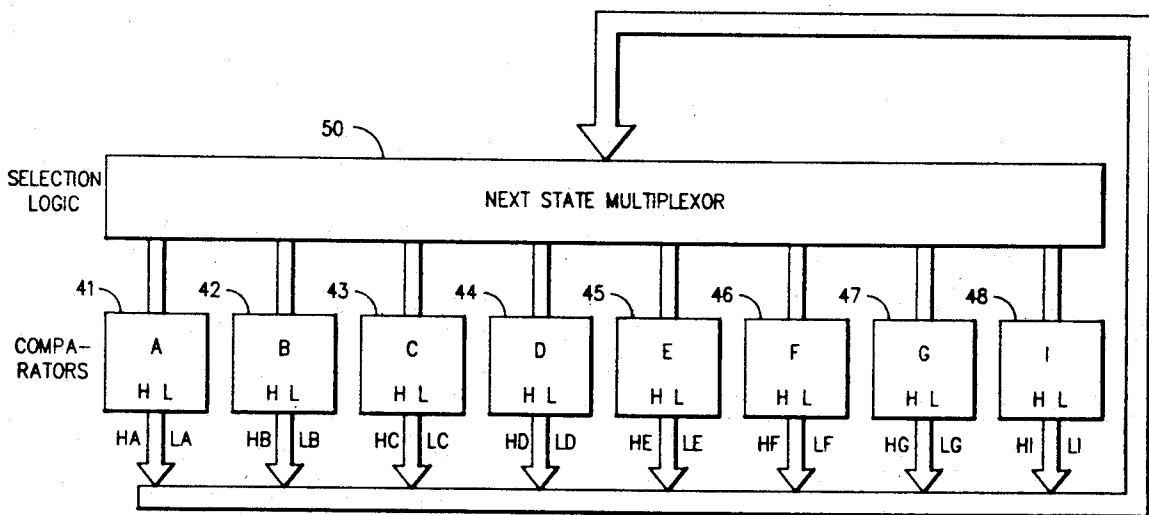 50
SELECTION
LOGIC
NEXT STATE MULTIPLEXOR
41 42 43 44 45 46 47 48
COMPA-
RATORS
A B C D E F G I
H L H L H L H L H L H L H L H L
HA LA HB LB HC LC HD LD HE LE HF LF HG LG HI LI